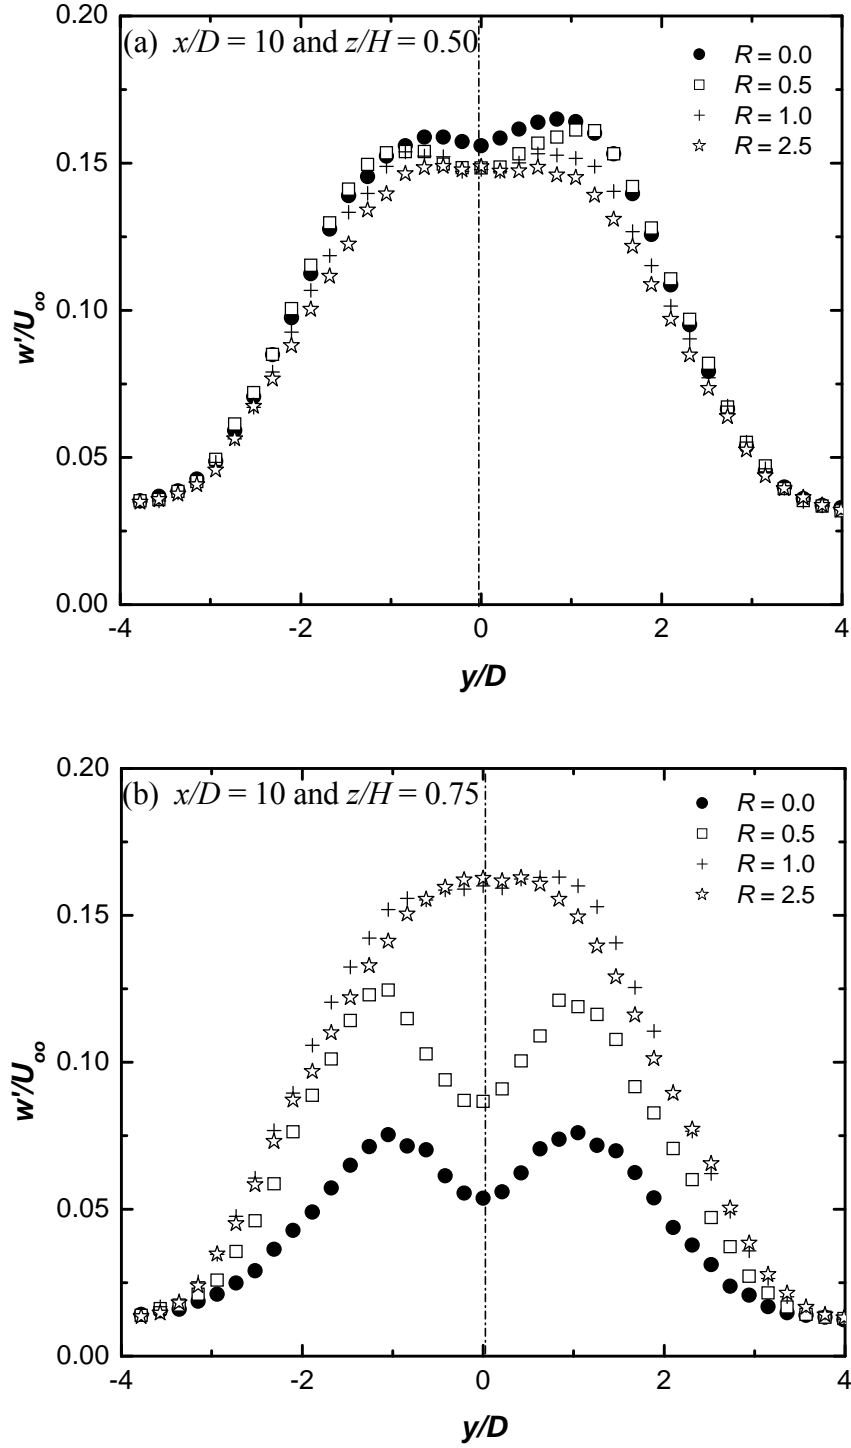 0.20
(a) x/D = 10 and z/H = 0.50
R = 0.0
R = 0.5
R = 1.0
R = 2.5
0.15
0.10
0.05
0.00
w'/U∞
-4 -2 0 2 4
y/D
0.20
(b) x/D = 10 and z/H = 0.75
R = 0.0
R = 0.5
R = 1.0
R = 2.5
0.15
0.10
0.05
0.00
w'/U∞
-4 -2 0 2 4
y/D